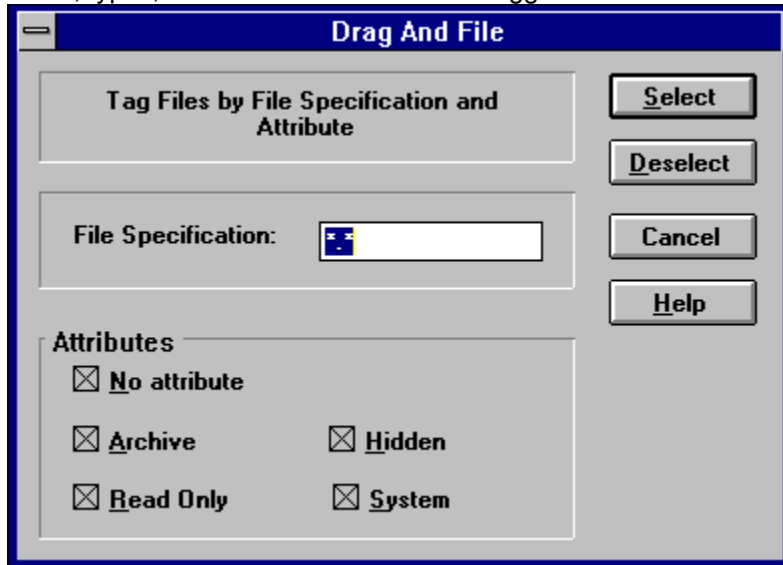 Drag And File
Tag Files by File Specification and
Attribute
Select
Deselect
File Specification:
*.*
Cancel
Help
Attributes
No attribute
Archive
Hidden
Read Only
System